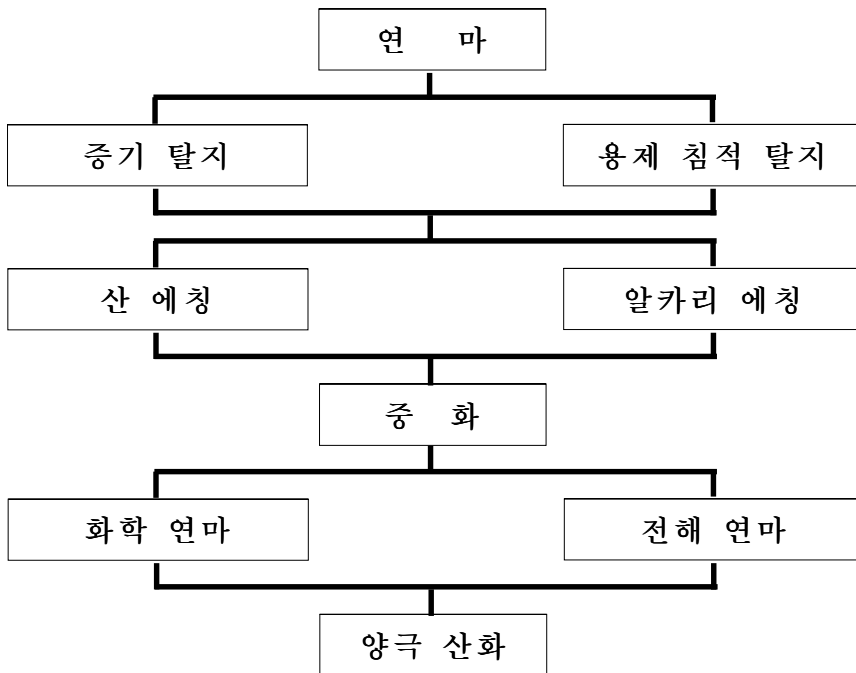 연 마
증기 탈지
용제 침적 탈지
산 에칭
알카리 에칭
중 화
화학 연마
전해 연마
양극 산화